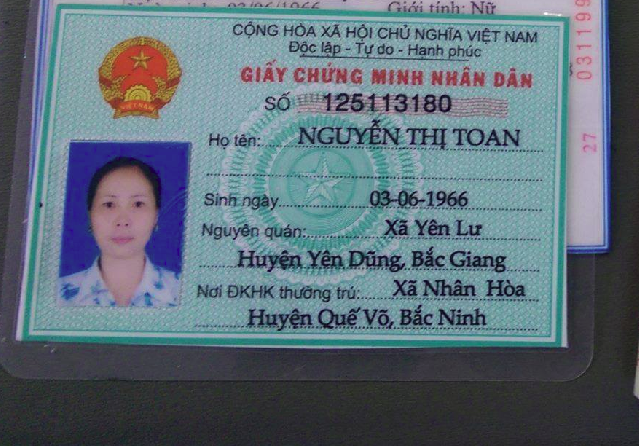 03/06/1966
Giới tính: Nữ
CỘNG HÒA XÃ HỘI CHỦ NGHĨA VIỆT NAM
Độc lập - Tự do - Hạnh phúc
GIẤY CHỨNG MINH NHÂN DÂN
SỐ 125113180
Họ tên: NGUYỄN THỊ TOAN
Sinh ngày 03-06-1966
Nguyên quán: Xã Yên Lư
Huyện Yên Dũng, Bắc Giang
Nơi ĐKHK thường trú: Xã Nhân Hòa
Huyện Quế Võ, Bắc Ninh
VIỆT NAM
031199
27